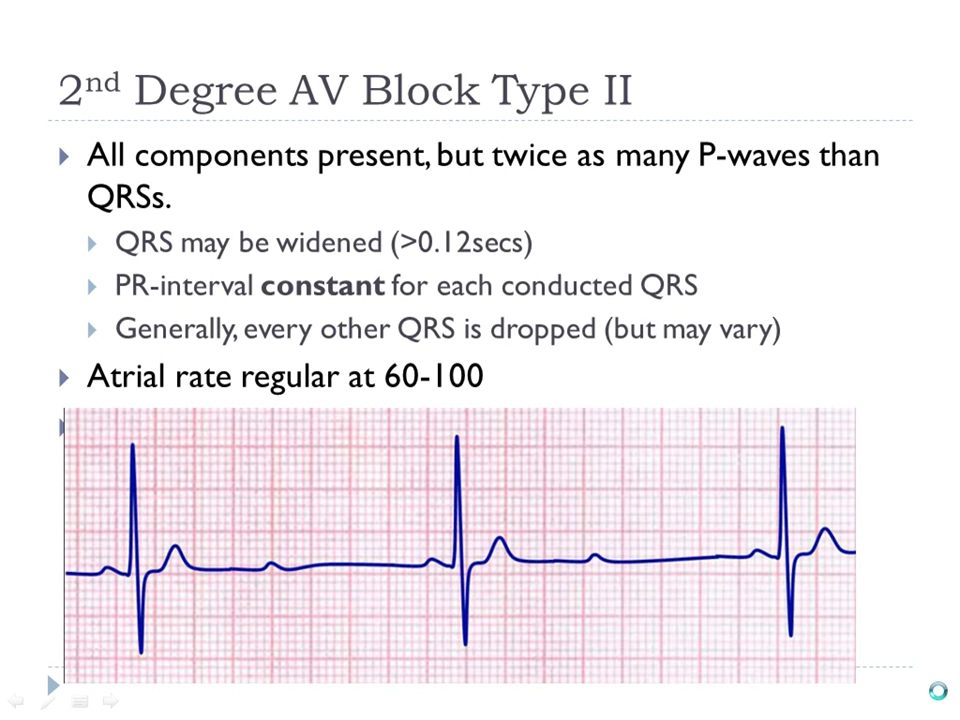 2nd Degree AV Block Type II
All components present, but twice as many P-waves than
QRSs.
QRS may be widened (>0.12secs)
PR-interval constant for each conducted QRS
Generally, every other QRS is dropped (but may vary)
Atrial rate regular at 60-100